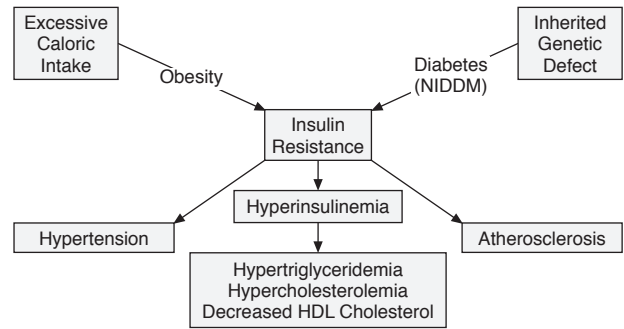 Excessive
Caloric
Intake
Inherited
Genetic
Defect
Obesity
Diabetes
(NIDDM)
Insulin
Resistance
Hyperinsulinemia
Hypertension
Atherosclerosis
Hypertriglyceridemia
Hypercholesterolemia
Decreased HDL Cholesterol